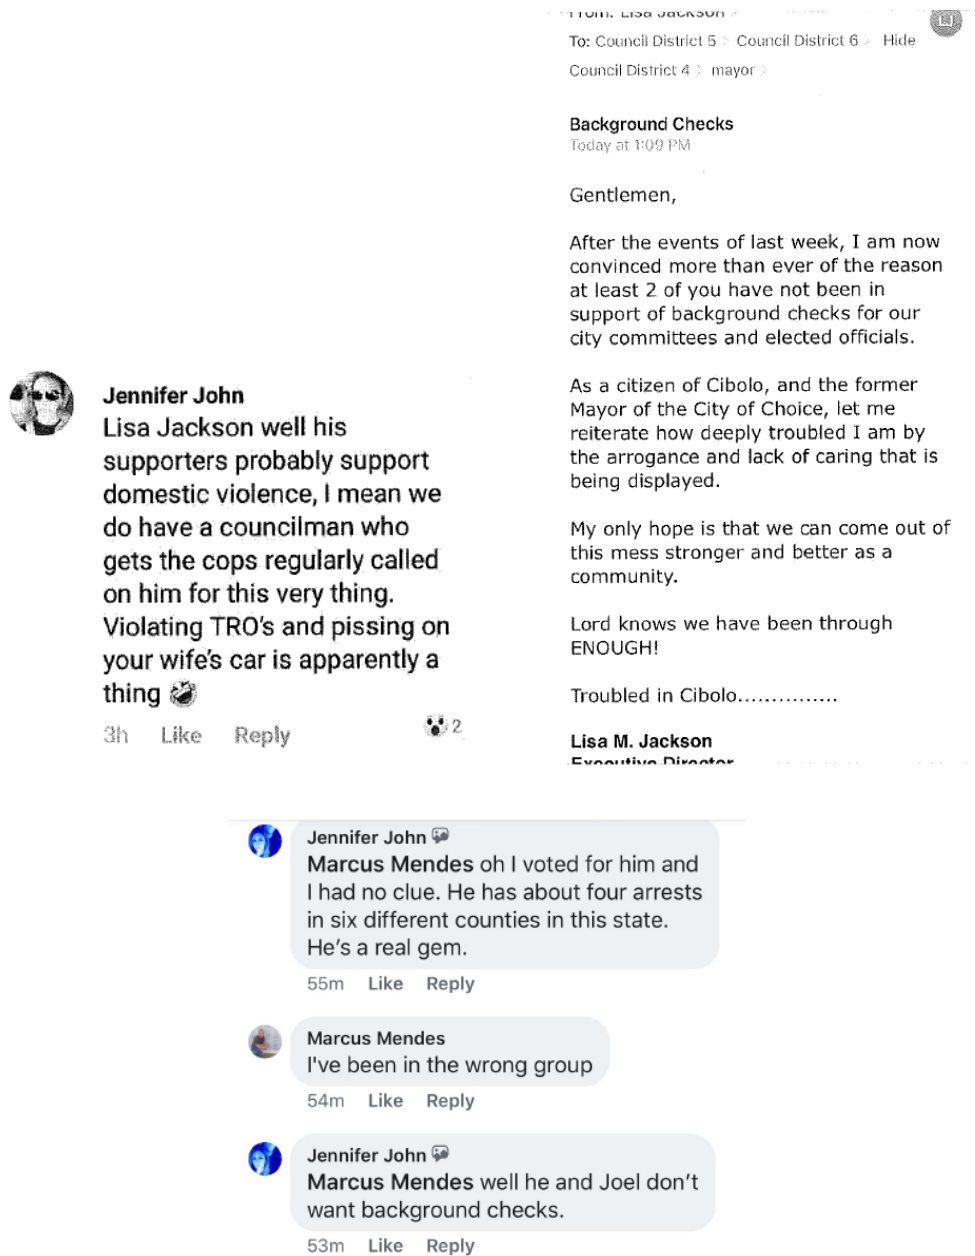 Jennifer John
Lisa Jackson well his
supporters probably support
domestic violence, I mean we
do have a councilman who
gets the cops regularly called
on him for this very thing.
Violating TRO's and pissing on
your wife's car is apparently a
thing
3h Like Reply
2
From: Lisa Jackson
LJ
To: Council District 5 Council District 6 Hide
Council District 4 mayor
Background Checks
Today at 1:09 PM
Gentlemen,
After the events of last week, I am now
convinced more than ever of the reason
at least 2 of you have not been in
support of background checks for our
city committees and elected officials.
As a citizen of Cibolo, and the former
Mayor of the City of Choice, let me
reiterate how deeply troubled I am by
the arrogance and lack of caring that is
being displayed.
My only hope is that we can come out of
this mess stronger and better as a
community.
Lord knows we have been through
ENOUGH!
Troubled in Cibolo...............
Lisa M. Jackson
Executive Director
Jennifer John
Marcus Mendes oh I voted for him and
I had no clue. He has about four arrests
in six different counties in this state.
He's a real gem.
55m Like Reply
Marcus Mendes
I've been in the wrong group
54m Like Reply
Jennifer John
Marcus Mendes well he and Joel don't
want background checks.
53m Like Reply